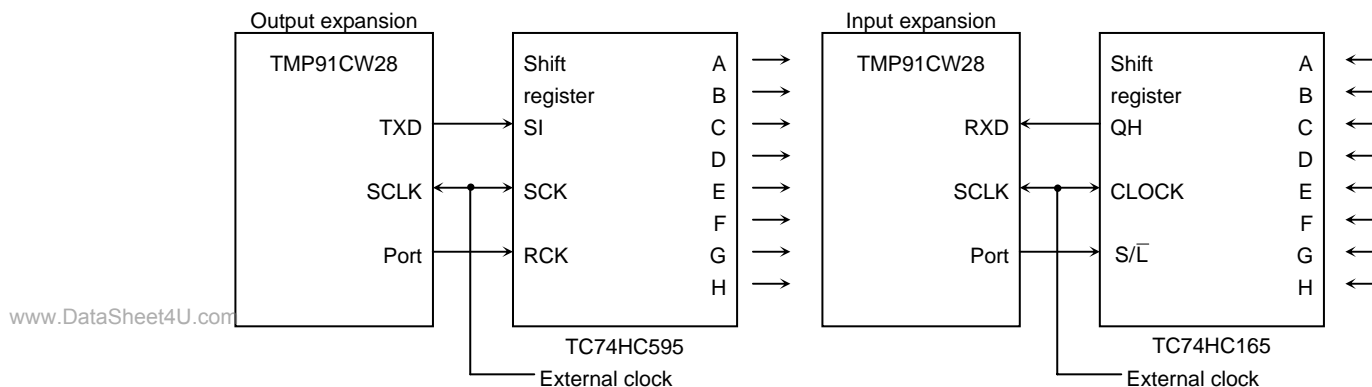 Output expansion
TMP91CW28
TXD
SCLK
Port
Shift
register
SI
SCK
RCK
A
B
C
D
E
F
G
H
TC74HC595
External clock
Input expansion
TMP91CW28
RXD
SCLK
Port
Shift
register
QH
CLOCK
S/L̅
A
B
C
D
E
F
G
H
TC74HC165
External clock
www.DataSheet4U.com